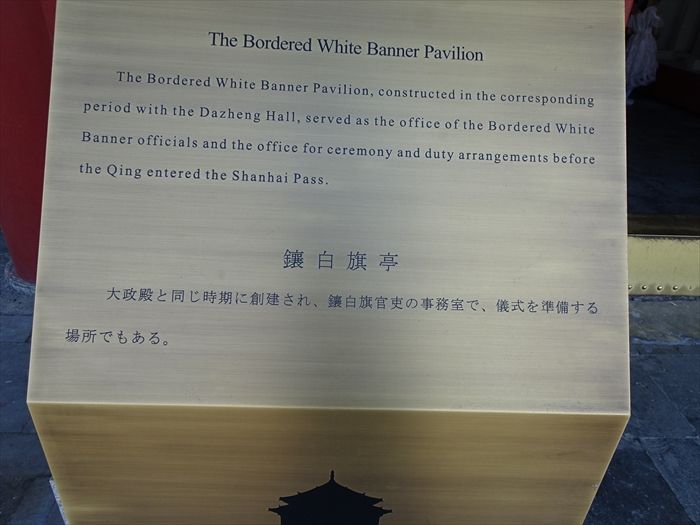 The Bordered White Banner Pavilion
The Bordered White Banner Pavilion, constructed in the corresponding
period with the Dazheng Hall, served as the office of the Bordered White
Banner officials and the office for ceremony and duty arrangements before
the Qing entered the Shanhai Pass.
鑲白旗亭
大政殿と同じ時期に創建され、鑲白旗官吏の事務室で、儀式を準備する
場所でもある。